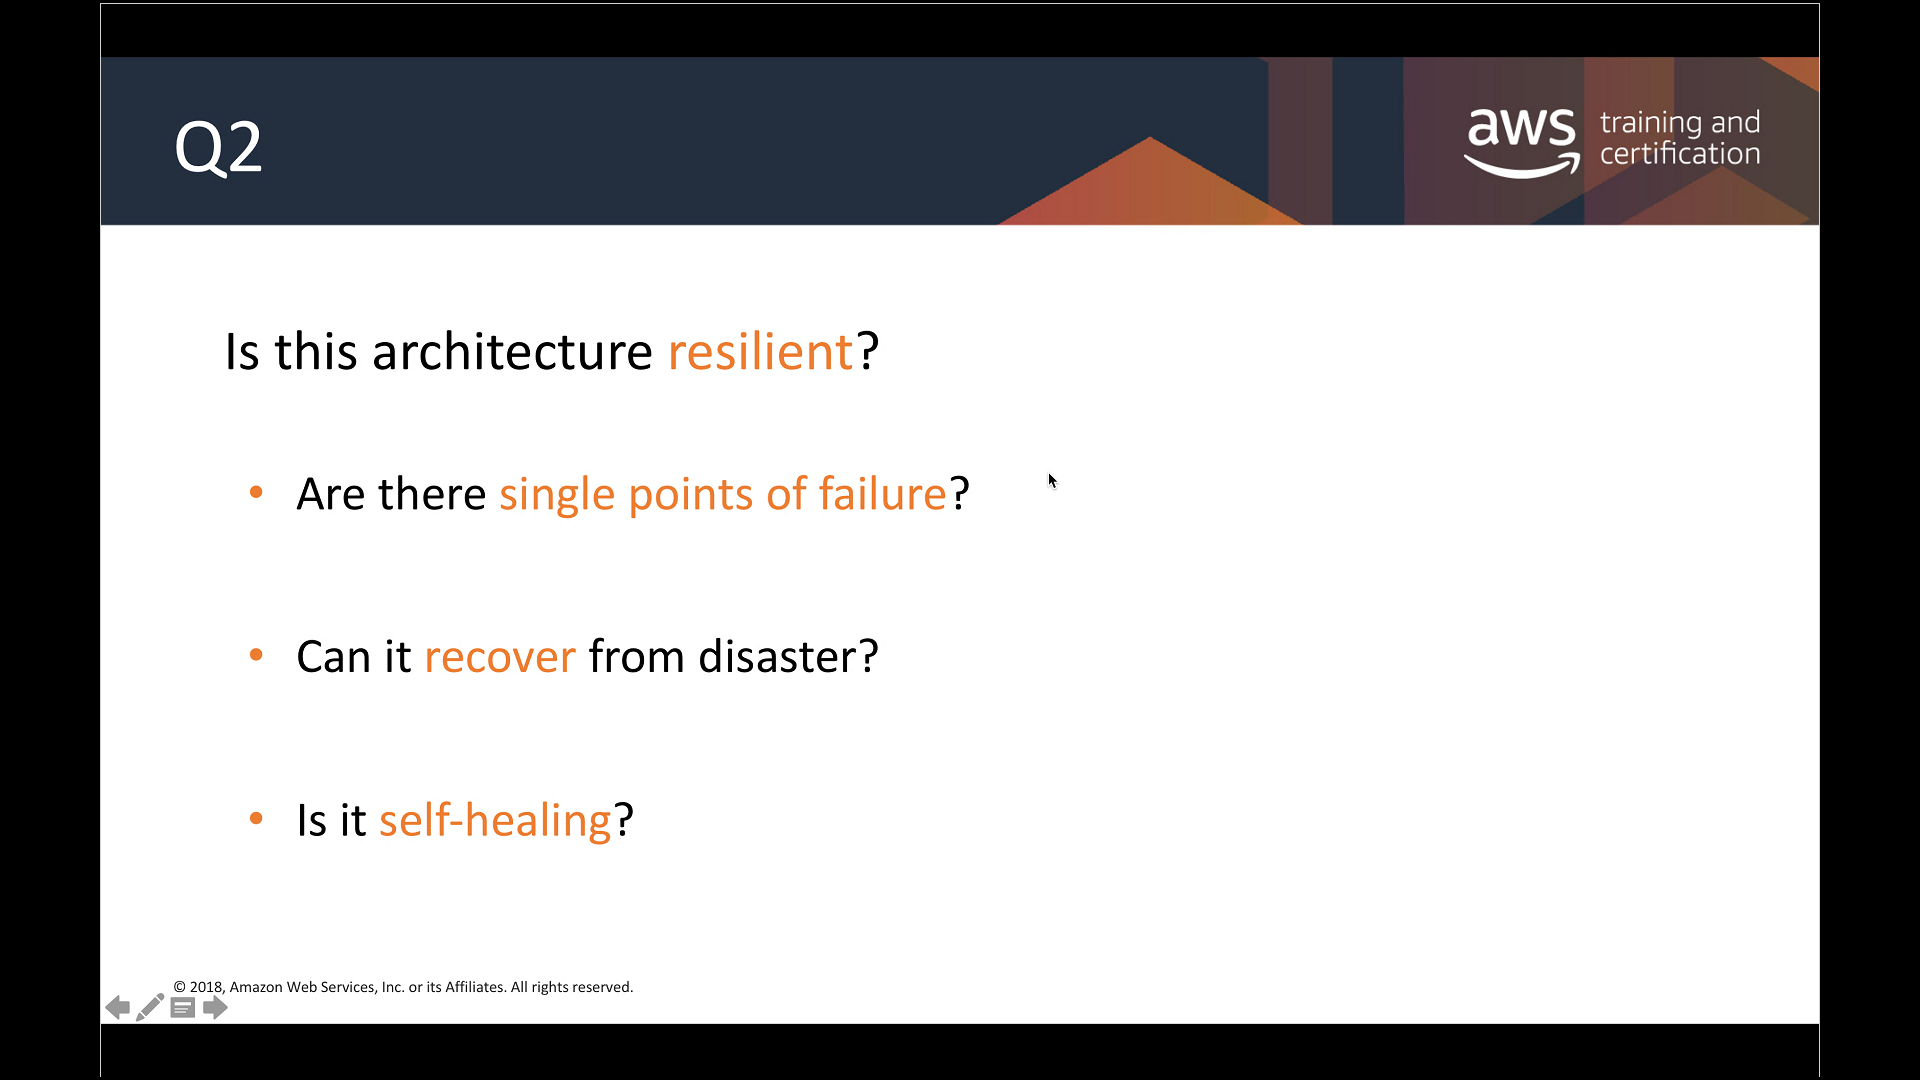 Q2
aws training and
certification
Is this architecture resilient?
• Are there single points of failure?
• Can it recover from disaster?
• Is it self-healing?
© 2018, Amazon Web Services, Inc. or its Affiliates. All rights reserved.